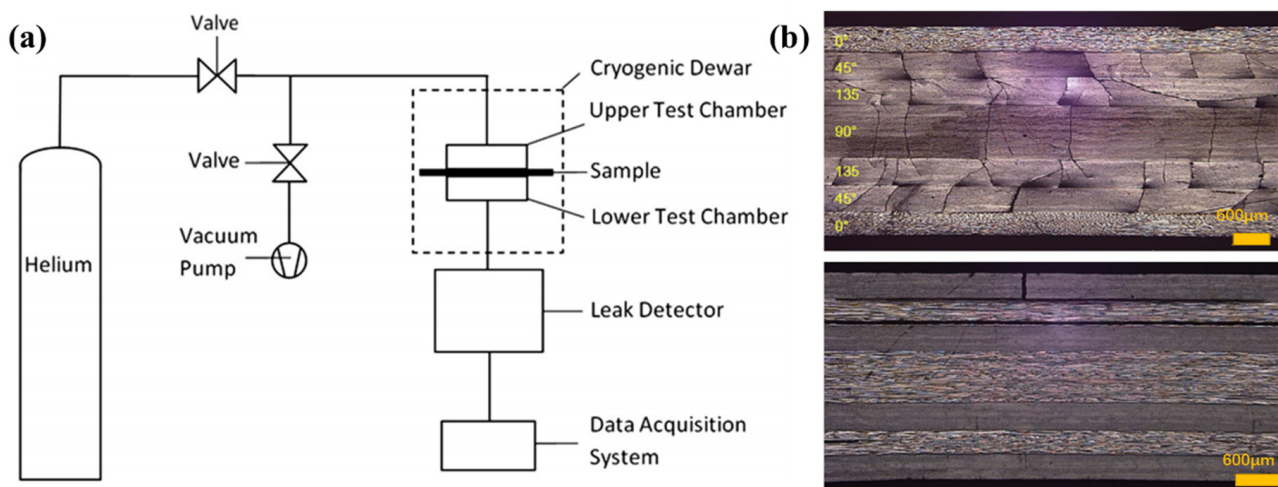 (a)
Valve
Cryogenic Dewar
Upper Test Chamber
Valve
Sample
Lower Test Chamber
Helium
Vacuum
Pump
Leak Detector
Data Acquisition
System
(b)
0°
45°
135
90°
135
45°
0°
600μm
600μm